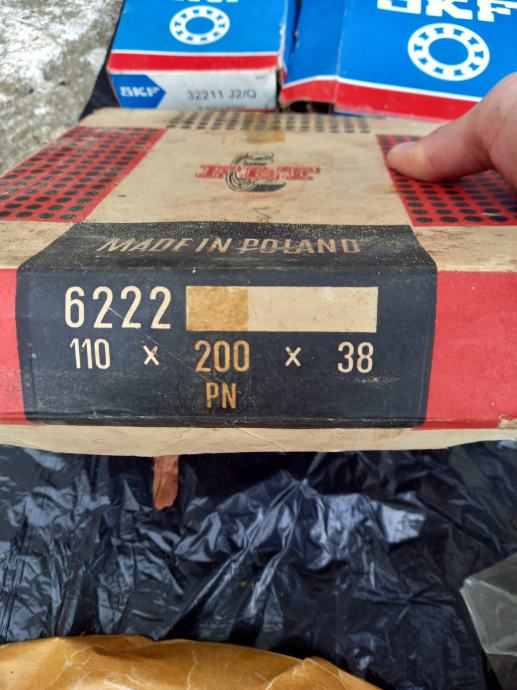 SKF
SKF
32211 J2/Q
MADE IN POLAND
6222
110 x 200 x 38
PN